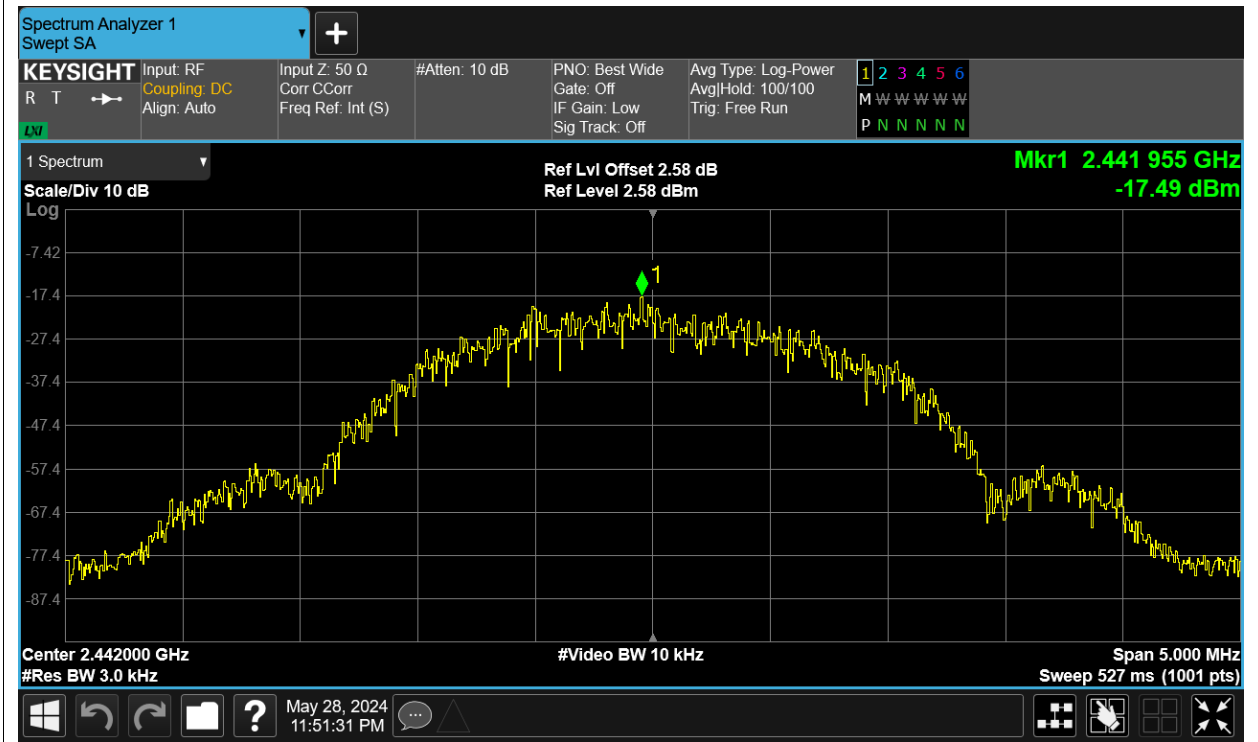 Spectrum Analyzer 1
Swept SA
KEYSIGHT
R T
LXI
Input: RF
Coupling: DC
Align: Auto
Input Z: 50 Ω
Corr CCorr
Freq Ref: Int (S)
#Atten: 10 dB
PNO: Best Wide
Gate: Off
IF Gain: Low
Sig Track: Off
Avg Type: Log-Power
Avg|Hold: 100/100
Trig: Free Run
1 2 3 4 5 6
M W W W W W
P N N N N N
1 Spectrum
Scale/Div 10 dB
Ref Lvl Offset 2.58 dB
Ref Level 2.58 dBm
Mkr1 2.441 955 GHz
-17.49 dBm
Log
1
-7.42
-17.4
-27.4
-37.4
-47.4
-57.4
-67.4
-77.4
-87.4
Center 2.442000 GHz
#Res BW 3.0 kHz
#Video BW 10 kHz
Span 5.000 MHz
Sweep 527 ms (1001 pts)
?
May 28, 2024
11:51:31 PM